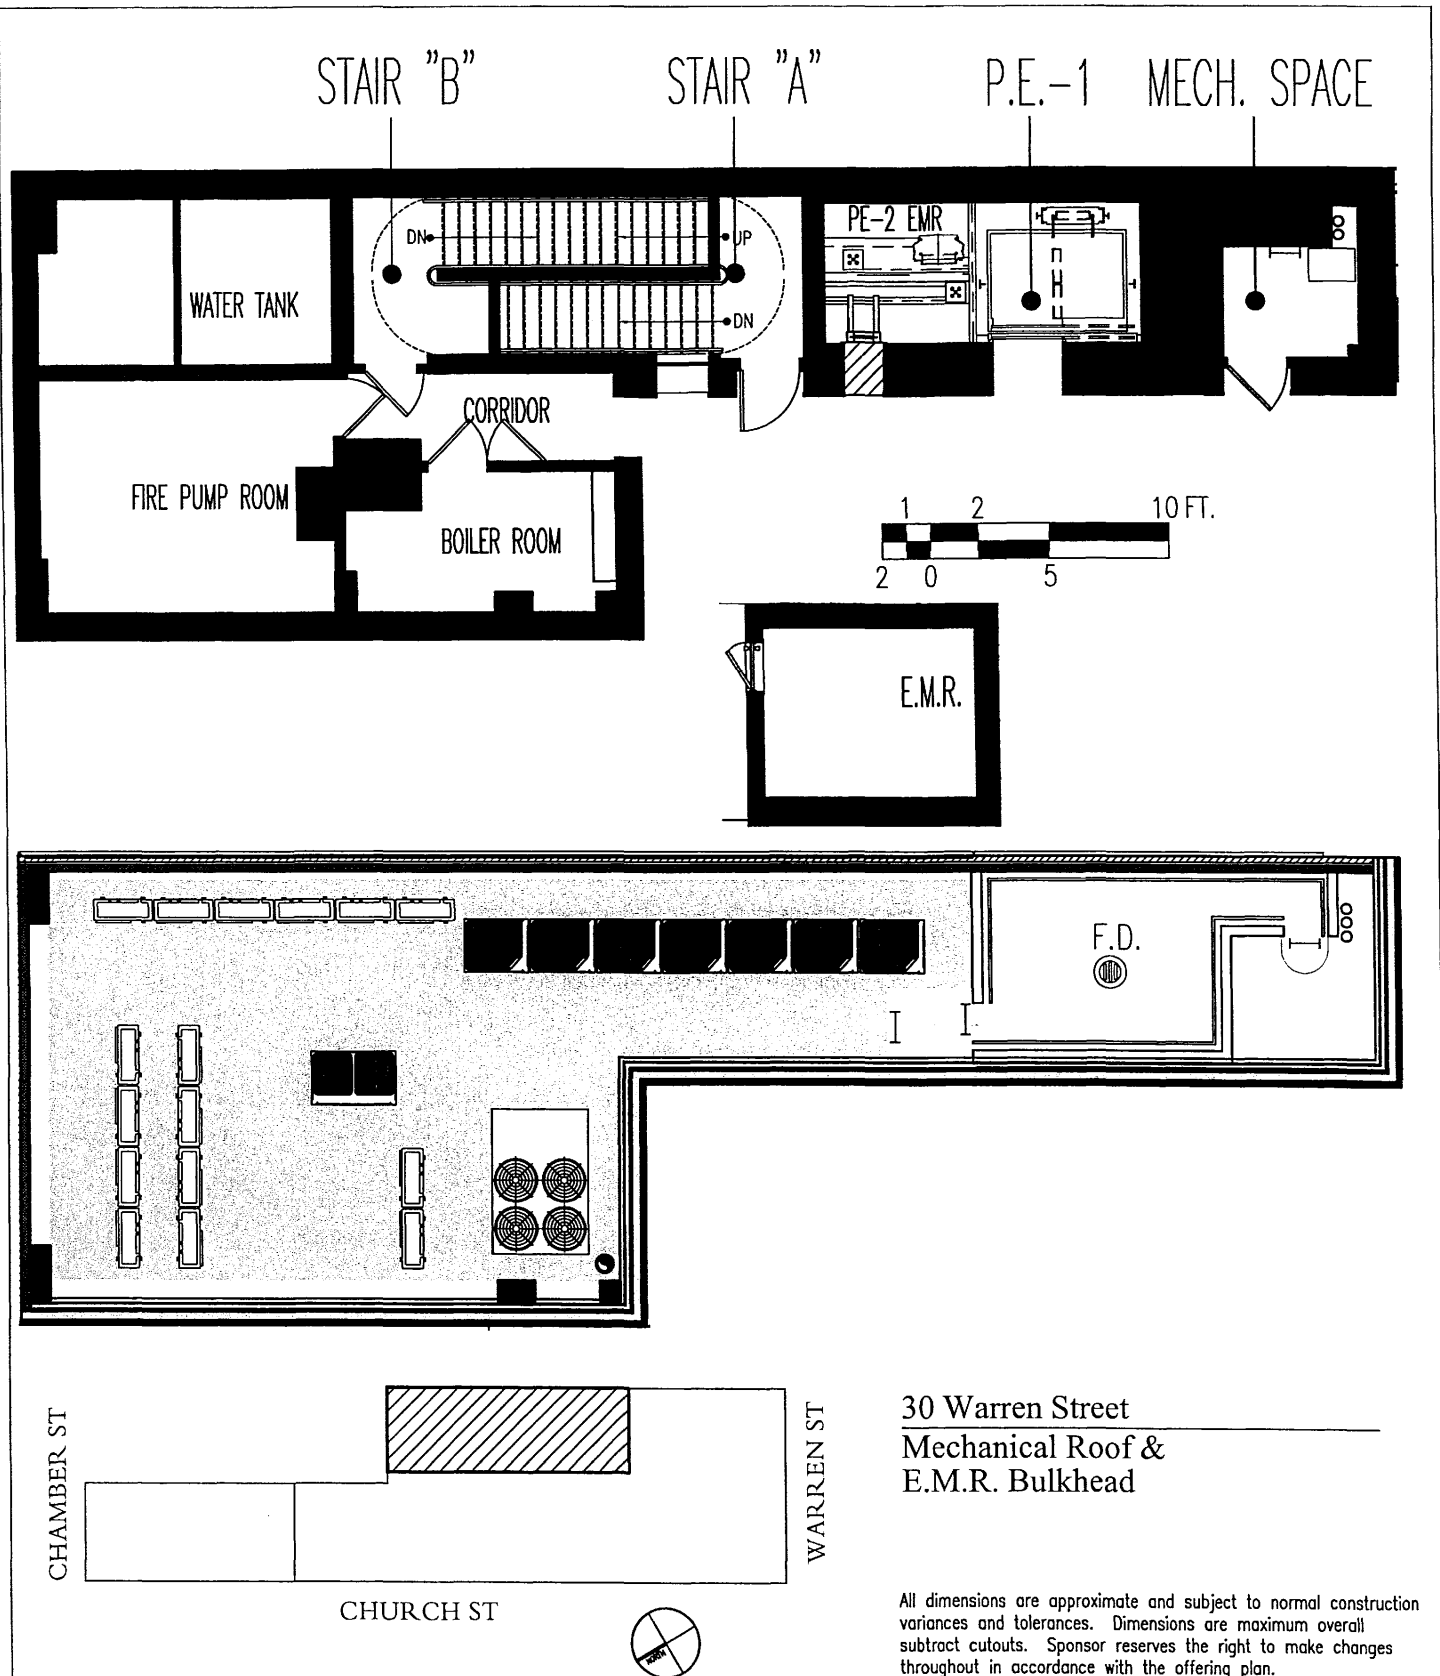 STAIR "B"
STAIR "A"
P.E.-1
MECH. SPACE
DN
UP
PE-2 EMR
WATER TANK
DN
CORRIDOR
FIRE PUMP ROOM
BOILER ROOM
1 2 10 FT.
2 0 5
E.M.R.
F.D.
CHAMBER ST
WARREN ST
CHURCH ST
NORTH
30 Warren Street
Mechanical Roof &
E.M.R. Bulkhead
All dimensions are approximate and subject to normal construction
variances and tolerances. Dimensions are maximum overall
subtract cutouts. Sponsor reserves the right to make changes
throughout in accordance with the offering plan.